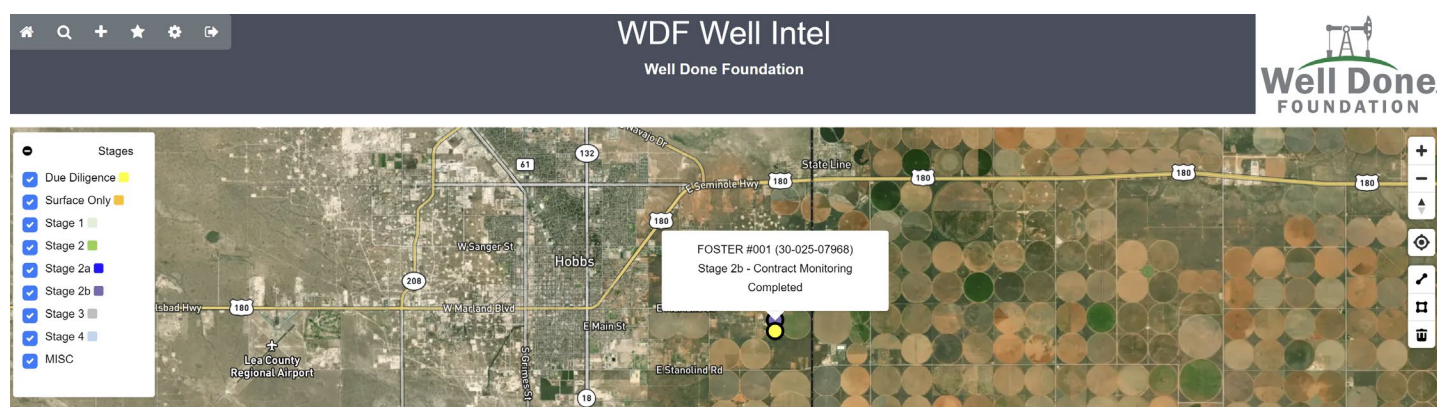 WDF Well Intel
Well Done Foundation
Well Done
FOUNDATION
Stages
Due Diligence
Surface Only
Stage 1
Stage 2
Stage 2a
Stage 2b
Stage 3
Stage 4
MISC
Navajo Dr
132
61
State Line
180
180
180
180
E Seminole Hwy
180
W Sanger St
Hobbs
FOSTER #001 (30-025-07968)
Stage 2b - Contract Monitoring
Completed
208
lsbad Hwy
180
W Marland Blvd
E Main St
Lea County
Regional Airport
S Grimes St
E Stanolind Rd
18